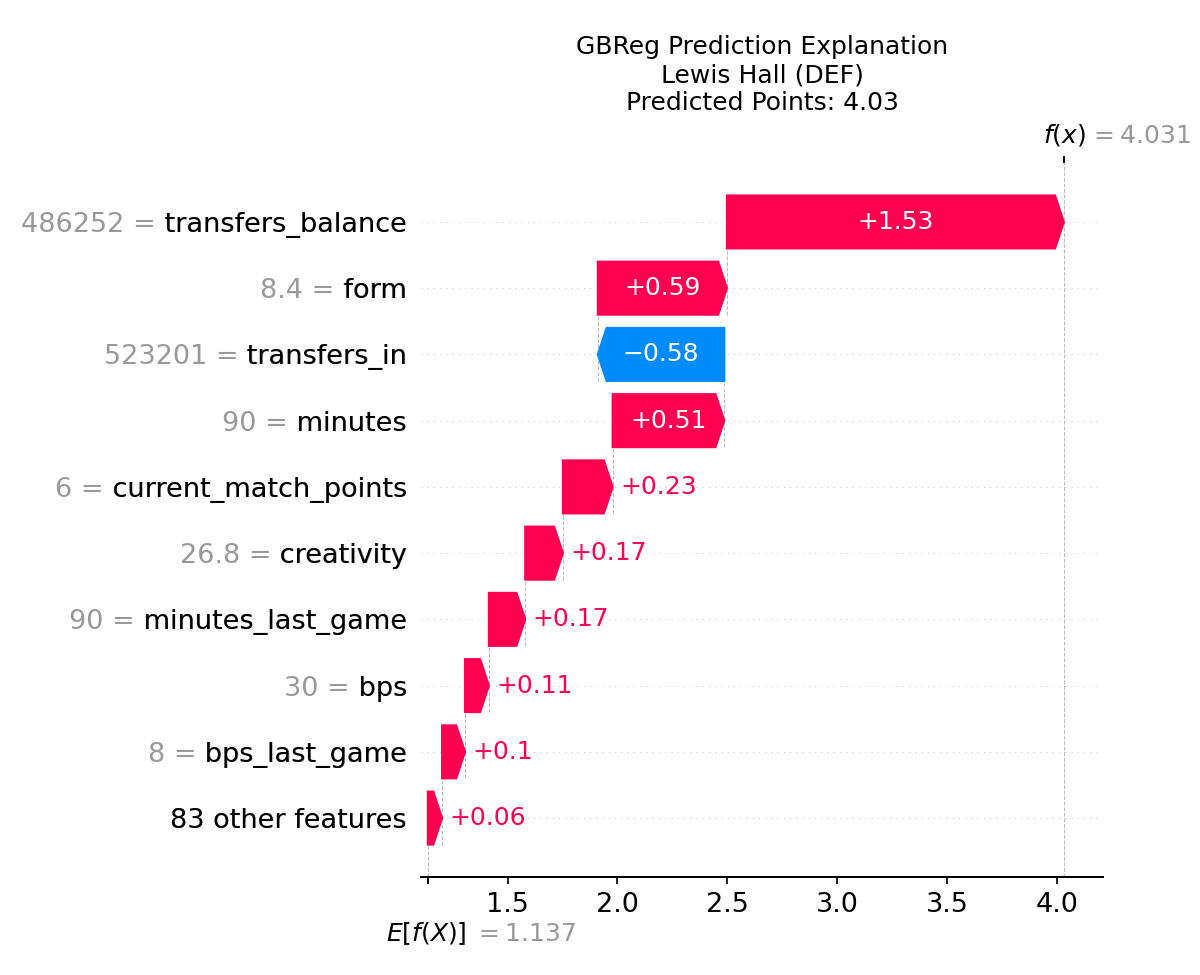 GBReg Prediction Explanation
Lewis Hall (DEF)
Predicted Points: 4.03
f(x) = 4.031
486252 = transfers_balance +1.53
8.4 = form +0.59
523201 = transfers_in −0.58
90 = minutes +0.51
6 = current_match_points +0.23
26.8 = creativity +0.17
90 = minutes_last_game +0.17
30 = bps +0.11
8 = bps_last_game +0.1
83 other features +0.06
1.5 2.0 2.5 3.0 3.5 4.0
E[f(X)] = 1.137